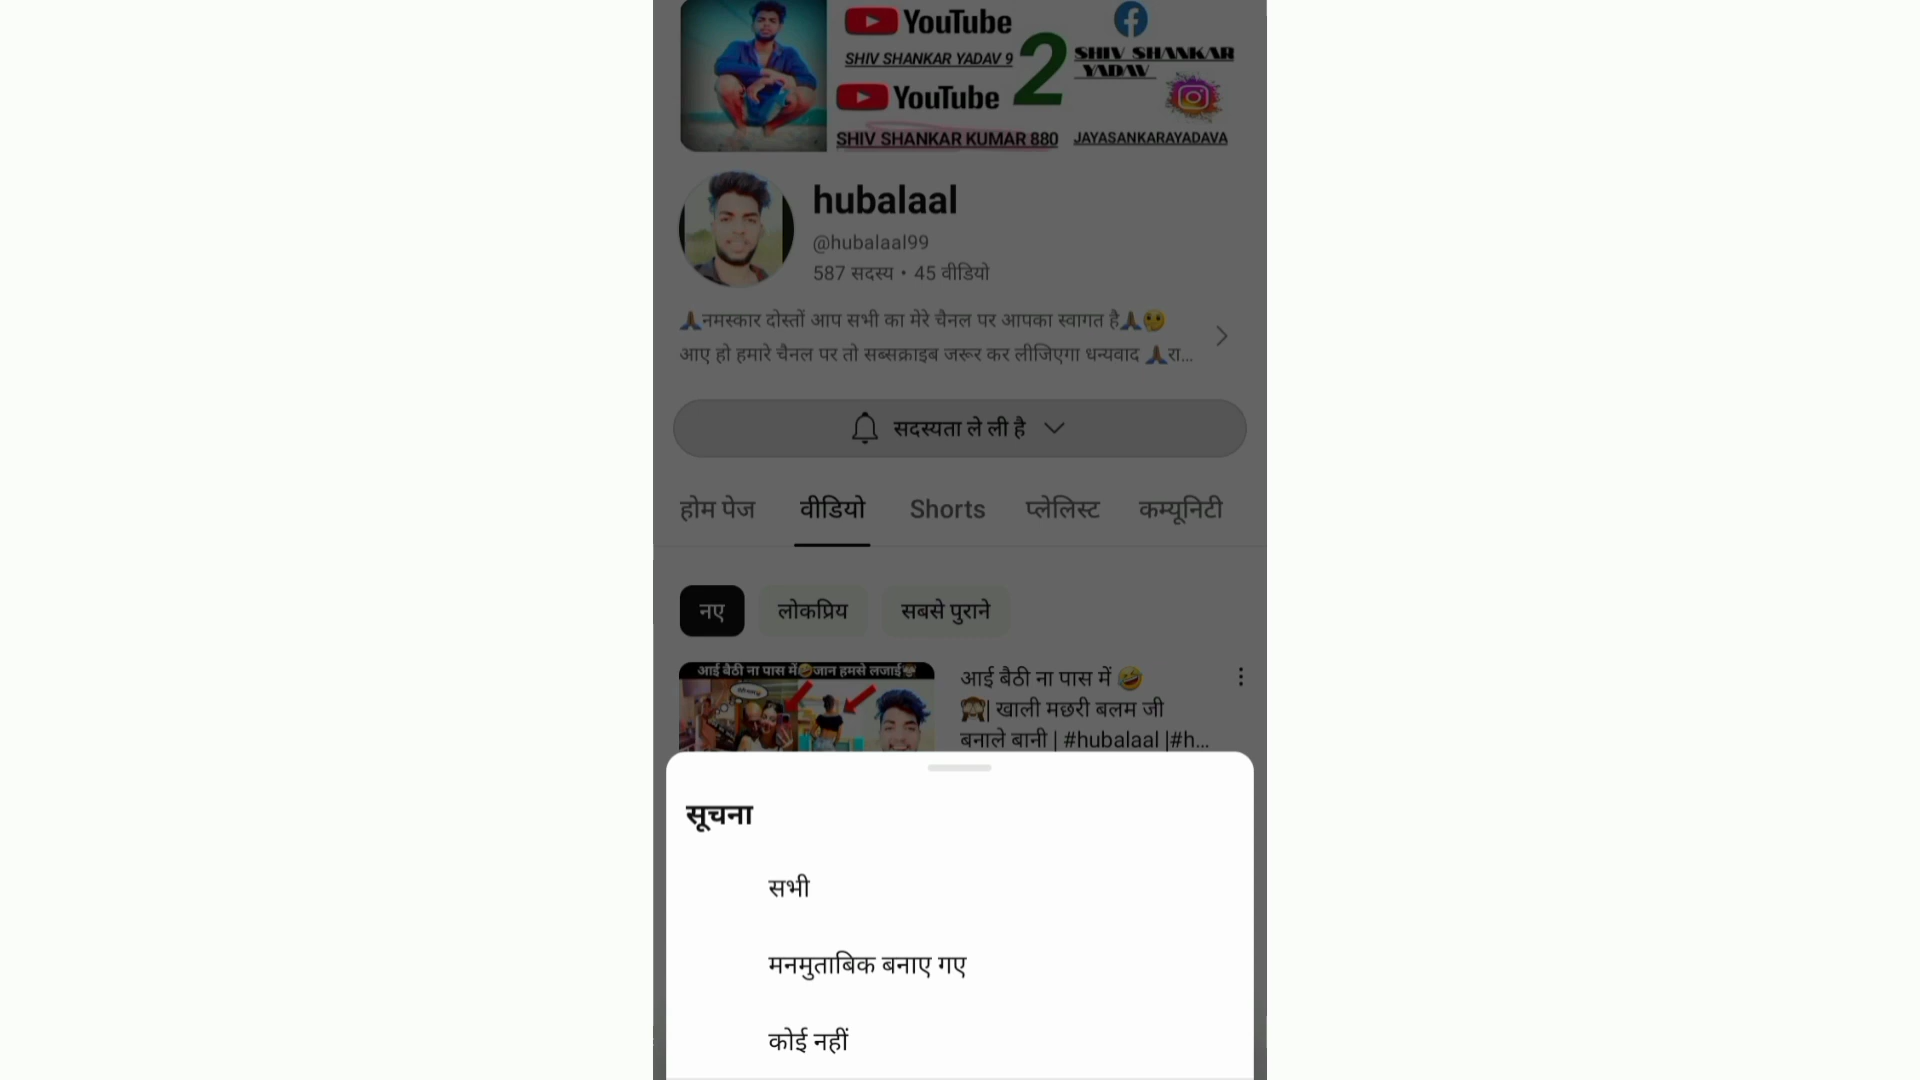 YouTube
SHIV SHANKAR YADAV 9
YouTube
SHIV SHANKAR KUMAR 880
2
SHIV SHANKAR
YADAV
JAYASANKARAYADAVA
hubalaal
@hubalaal99
587 सदस्य • 45 वीडियो
🙏नमस्कार दोस्तों आप सभी का मेरे चैनल पर आपका स्वागत है🙏🤔
आए हो हमारे चैनल पर तो सब्सक्राइब जरूर कर लीजिएगा धन्यवाद 🙏रा...
सदस्यता ले ली है
होम पेज वीडियो Shorts प्लेलिस्ट कम्यूनिटी
नए लोकप्रिय सबसे पुराने
आई बैठी ना पास में🤣जान हमसे लजाई🙈
आई बैठी ना पास में 🤣
🙈| खाली मछरी बलम जी
बनाले बानी | #hubalaal |#h...
सूचना
सभी
मनमुताबिक बनाए गए
कोई नहीं